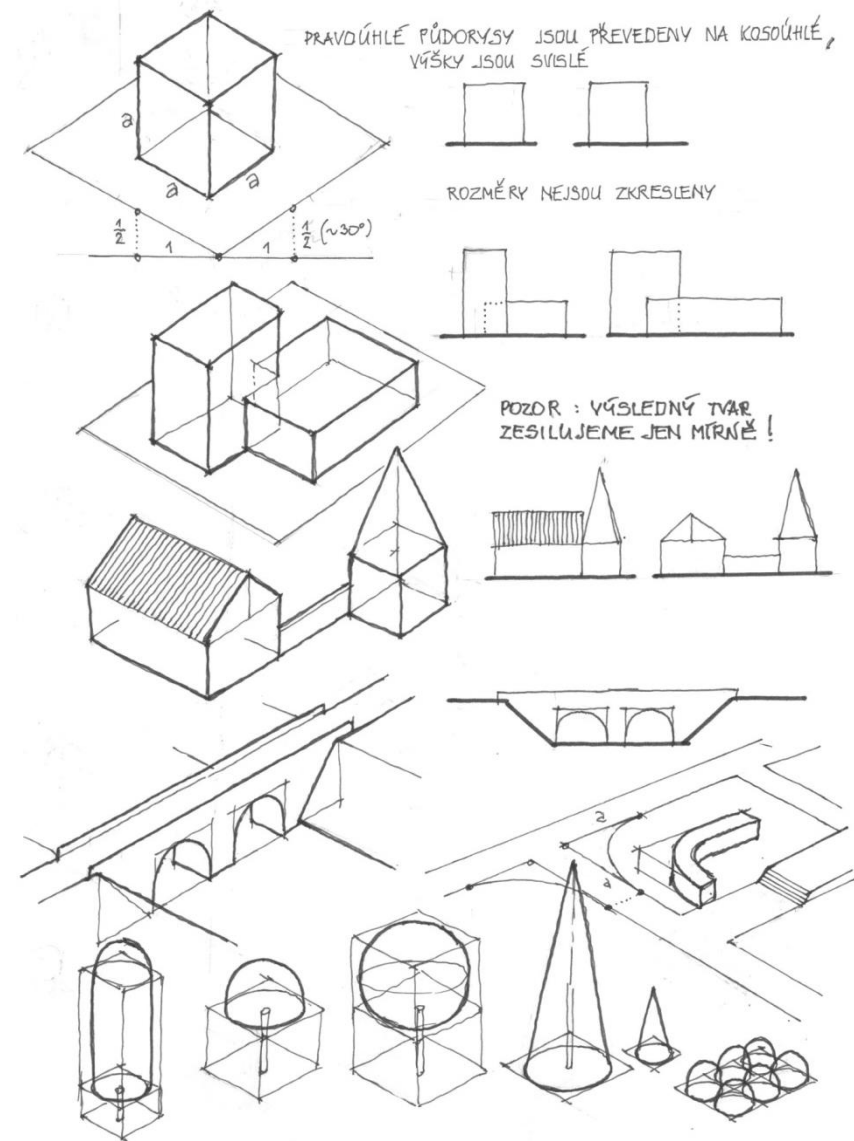 PRAVOÚHLÉ PŮDORYSY JSOU PŘEVEDENY NA KOSOÚHLÉ,
VÝŠKY JSOU SVISLÉ
a
a
a
ROZMĚRY NEJSOU ZKRESLENY
1/2
1
1
1/2 (~30°)
POZOR : VÝSLEDNÝ TVAR
ZESILUJEME JEN MÍRNĚ !
a
a